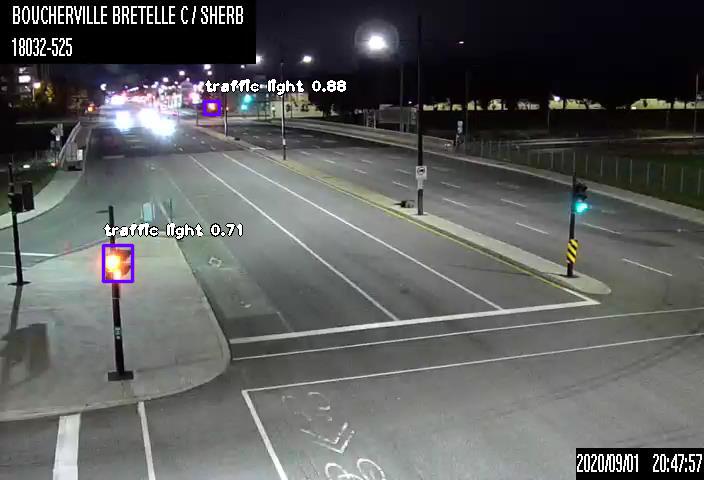 BOUCHERVILLE BRETELLE C / SHERB
18032-525
traffic light 0.88
traffic light 0.71
2020/09/01 20:47:57